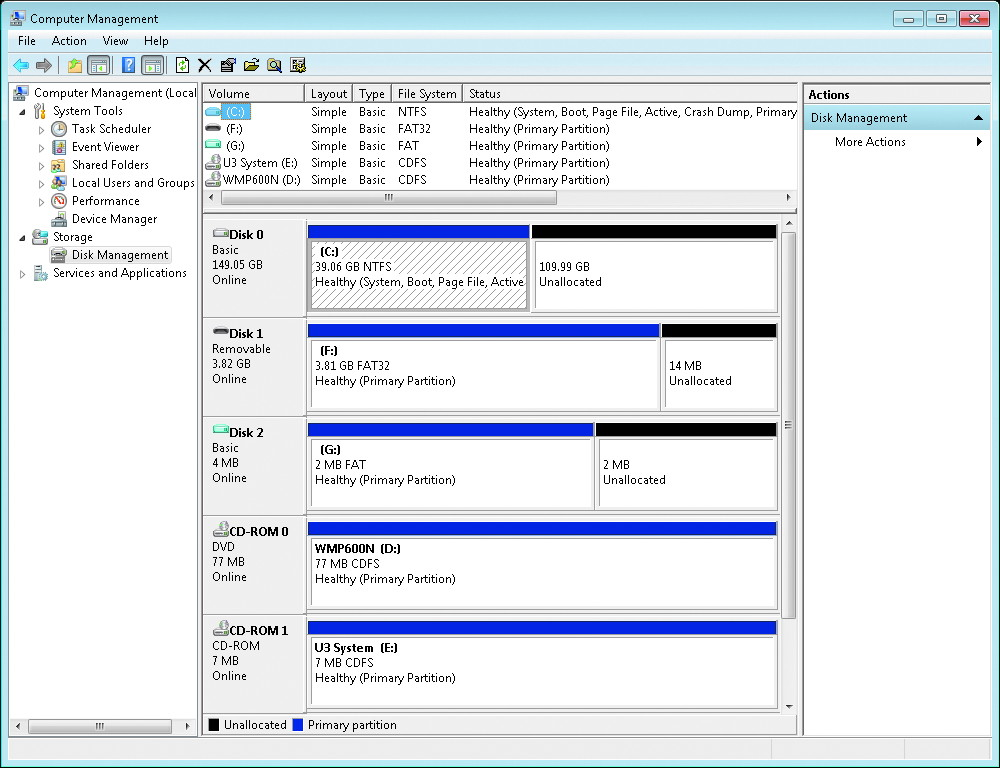 Computer Management
File Action View Help
Computer Management (Local
System Tools
Task Scheduler
Event Viewer
Shared Folders
Local Users and Groups
Performance
Device Manager
Storage
Disk Management
Services and Applications
Volume Layout Type File System Status
(C:) Simple Basic NTFS Healthy (System, Boot, Page File, Active, Crash Dump, Primary
(F:) Simple Basic FAT32 Healthy (Primary Partition)
(G:) Simple Basic FAT Healthy (Primary Partition)
U3 System (E:) Simple Basic CDFS Healthy (Primary Partition)
WMP600N (D:) Simple Basic CDFS Healthy (Primary Partition)
Disk 0
Basic
149.05 GB
Online
(C:)
39.06 GB NTFS
Healthy (System, Boot, Page File, Active
109.99 GB
Unallocated
Disk 1
Removable
3.82 GB
Online
(F:)
3.81 GB FAT32
Healthy (Primary Partition)
14 MB
Unallocated
Disk 2
Basic
4 MB
Online
(G:)
2 MB FAT
Healthy (Primary Partition)
2 MB
Unallocated
CD-ROM 0
DVD
77 MB
Online
WMP600N (D:)
77 MB CDFS
Healthy (Primary Partition)
CD-ROM 1
CD-ROM
7 MB
Online
U3 System (E:)
7 MB CDFS
Healthy (Primary Partition)
Unallocated Primary partition
Actions
Disk Management
More Actions